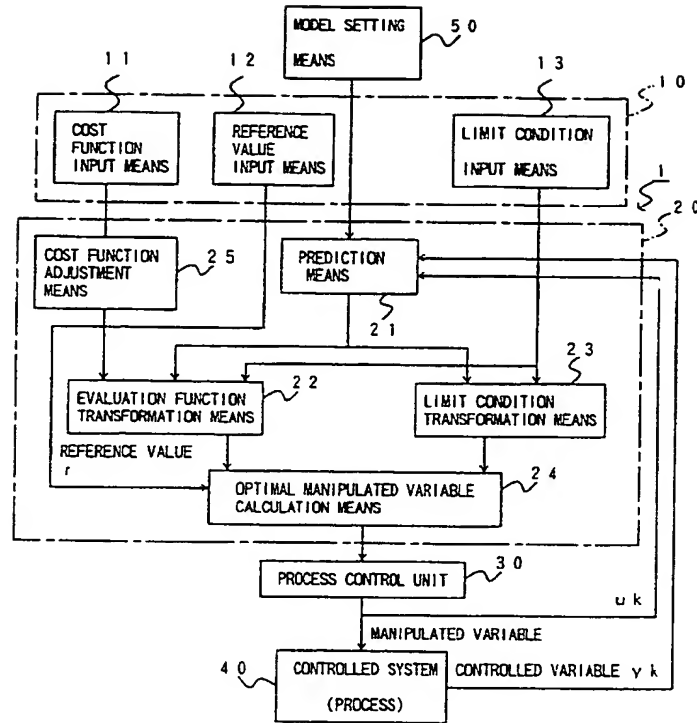 MODEL SETTING
MEANS
50
11
12
13
10
COST
FUNCTION
INPUT MEANS
REFERENCE
VALUE
INPUT MEANS
LIMIT CONDITION
INPUT MEANS
1
20
COST FUNCTION
ADJUSTMENT
MEANS
25
PREDICTION
MEANS
21
EVALUATION FUNCTION
TRANSFORMATION MEANS
22
LIMIT CONDITION
TRANSFORMATION MEANS
23
REFERENCE VALUE
r
OPTIMAL MANIPULATED VARIABLE
CALCULATION MEANS
24
PROCESS CONTROL UNIT
30
uk
MANIPULATED VARIABLE
40
CONTROLLED SYSTEM
(PROCESS)
CONTROLLED VARIABLE yk